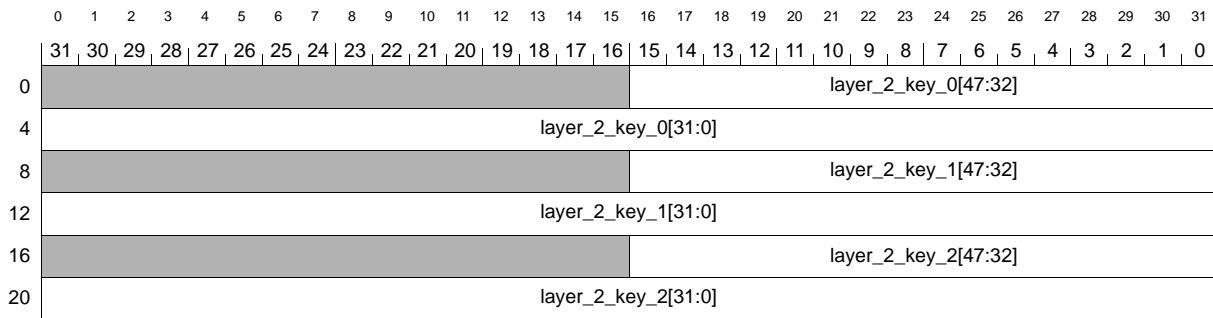 0 1 2 3 4 5 6 7 8 9 10 11 12 13 14 15 16 17 18 19 20 21 22 23 24 25 26 27 28 29 30 31
31 30 29 28 27 26 25 24 23 22 21 20 19 18 17 16 15 14 13 12 11 10 9 8 7 6 5 4 3 2 1 0
0 layer_2_key_0[47:32]
4 layer_2_key_0[31:0]
8 layer_2_key_1[47:32]
12 layer_2_key_1[31:0]
16 layer_2_key_2[47:32]
20 layer_2_key_2[31:0]